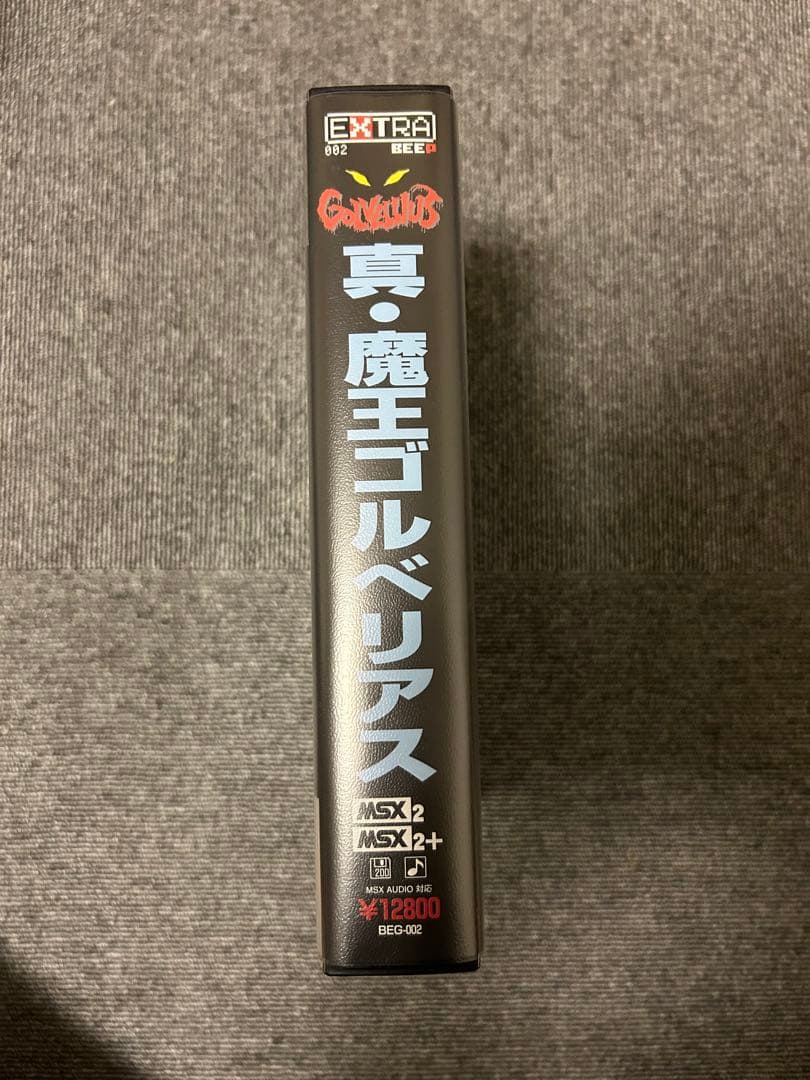 EXTRA
002 BEEP
GOLVELLIUS
真・魔王ゴルベリアス
MSX2
MSX2+
2DD
MSX AUDIO 対応
¥12800
BEG-002